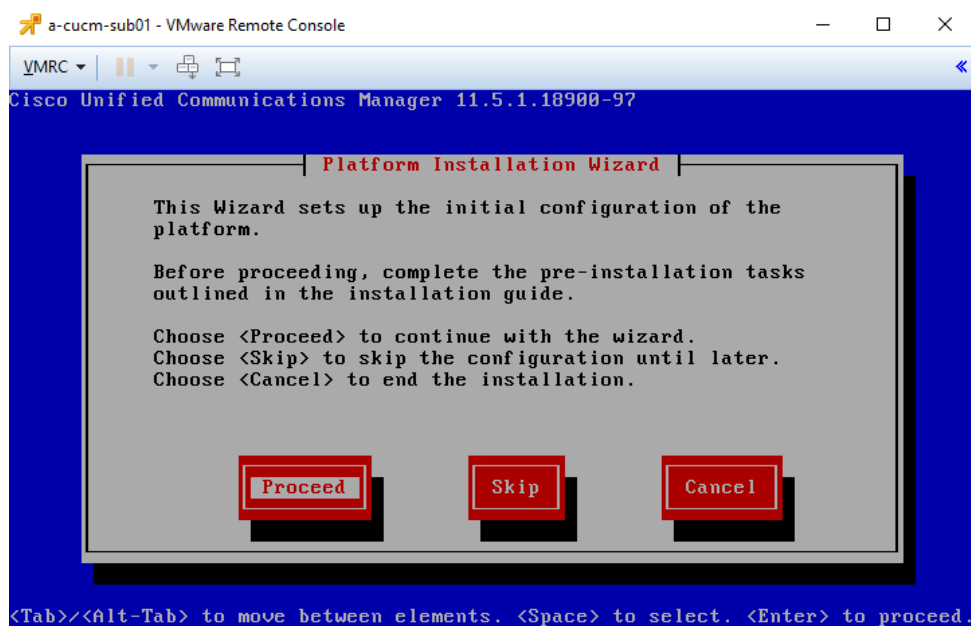 a-cucm-sub01 - VMware Remote Console
VMRC
Cisco Unified Communications Manager 11.5.1.18900-97
Platform Installation Wizard
This Wizard sets up the initial configuration of the
platform.
Before proceeding, complete the pre-installation tasks
outlined in the installation guide.
Choose <Proceed> to continue with the wizard.
Choose <Skip> to skip the configuration until later.
Choose <Cancel> to end the installation.
Proceed Skip Cancel
<Tab>/<Alt-Tab> to move between elements. <Space> to select. <Enter> to proceed.